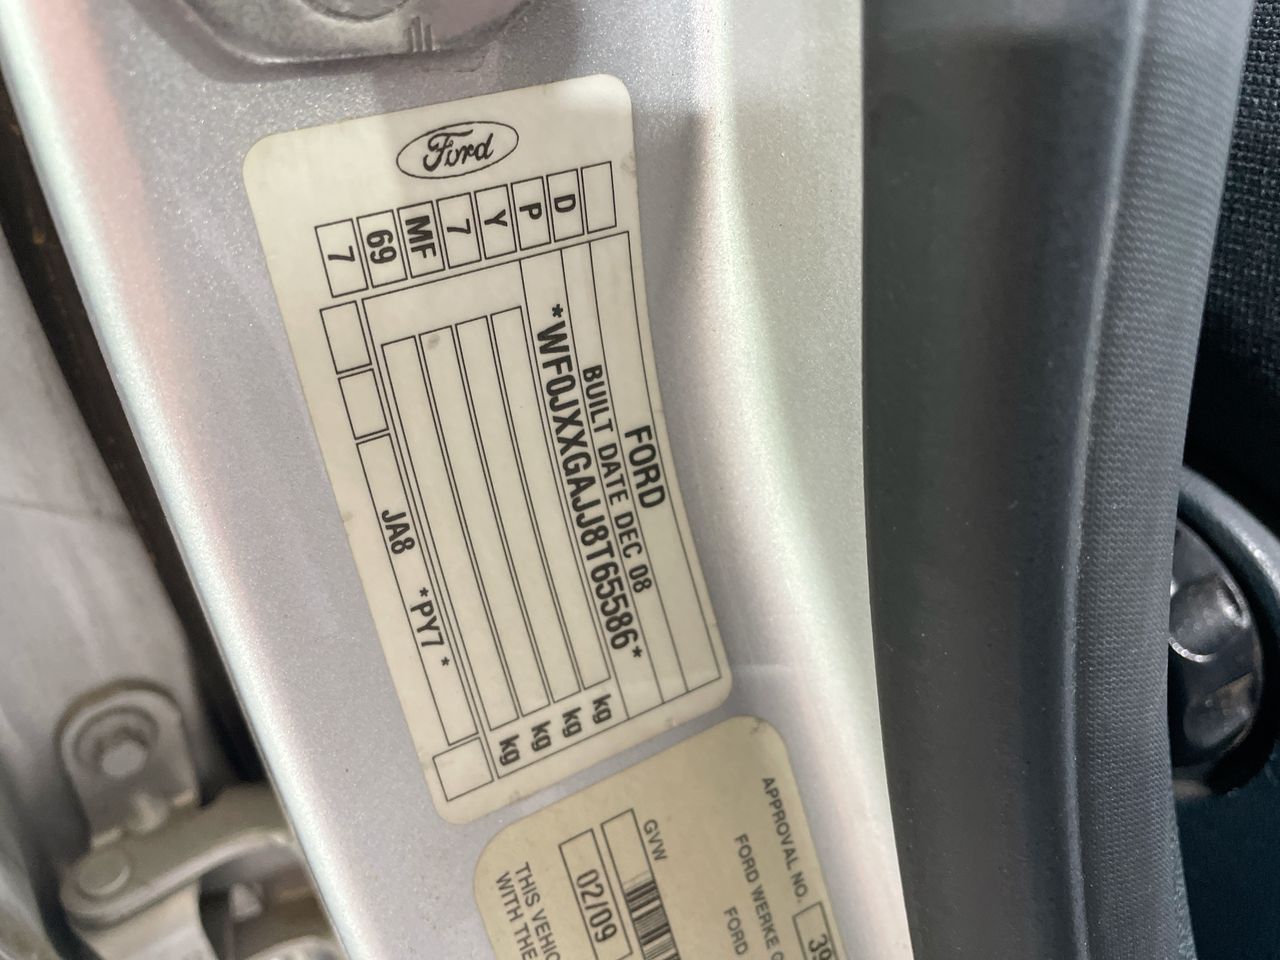 Ford
D
P
Y
7
MF
69
7
FORD
BUILT DATE DEC 08
*WF0JXXGAJJ8T65586*
kg
kg
kg
kg
JA8 *PY7*
APPROVAL NO. 39
FORD WERKE
FORD
GVW
02/09
THIS VEHIC
WITH THE